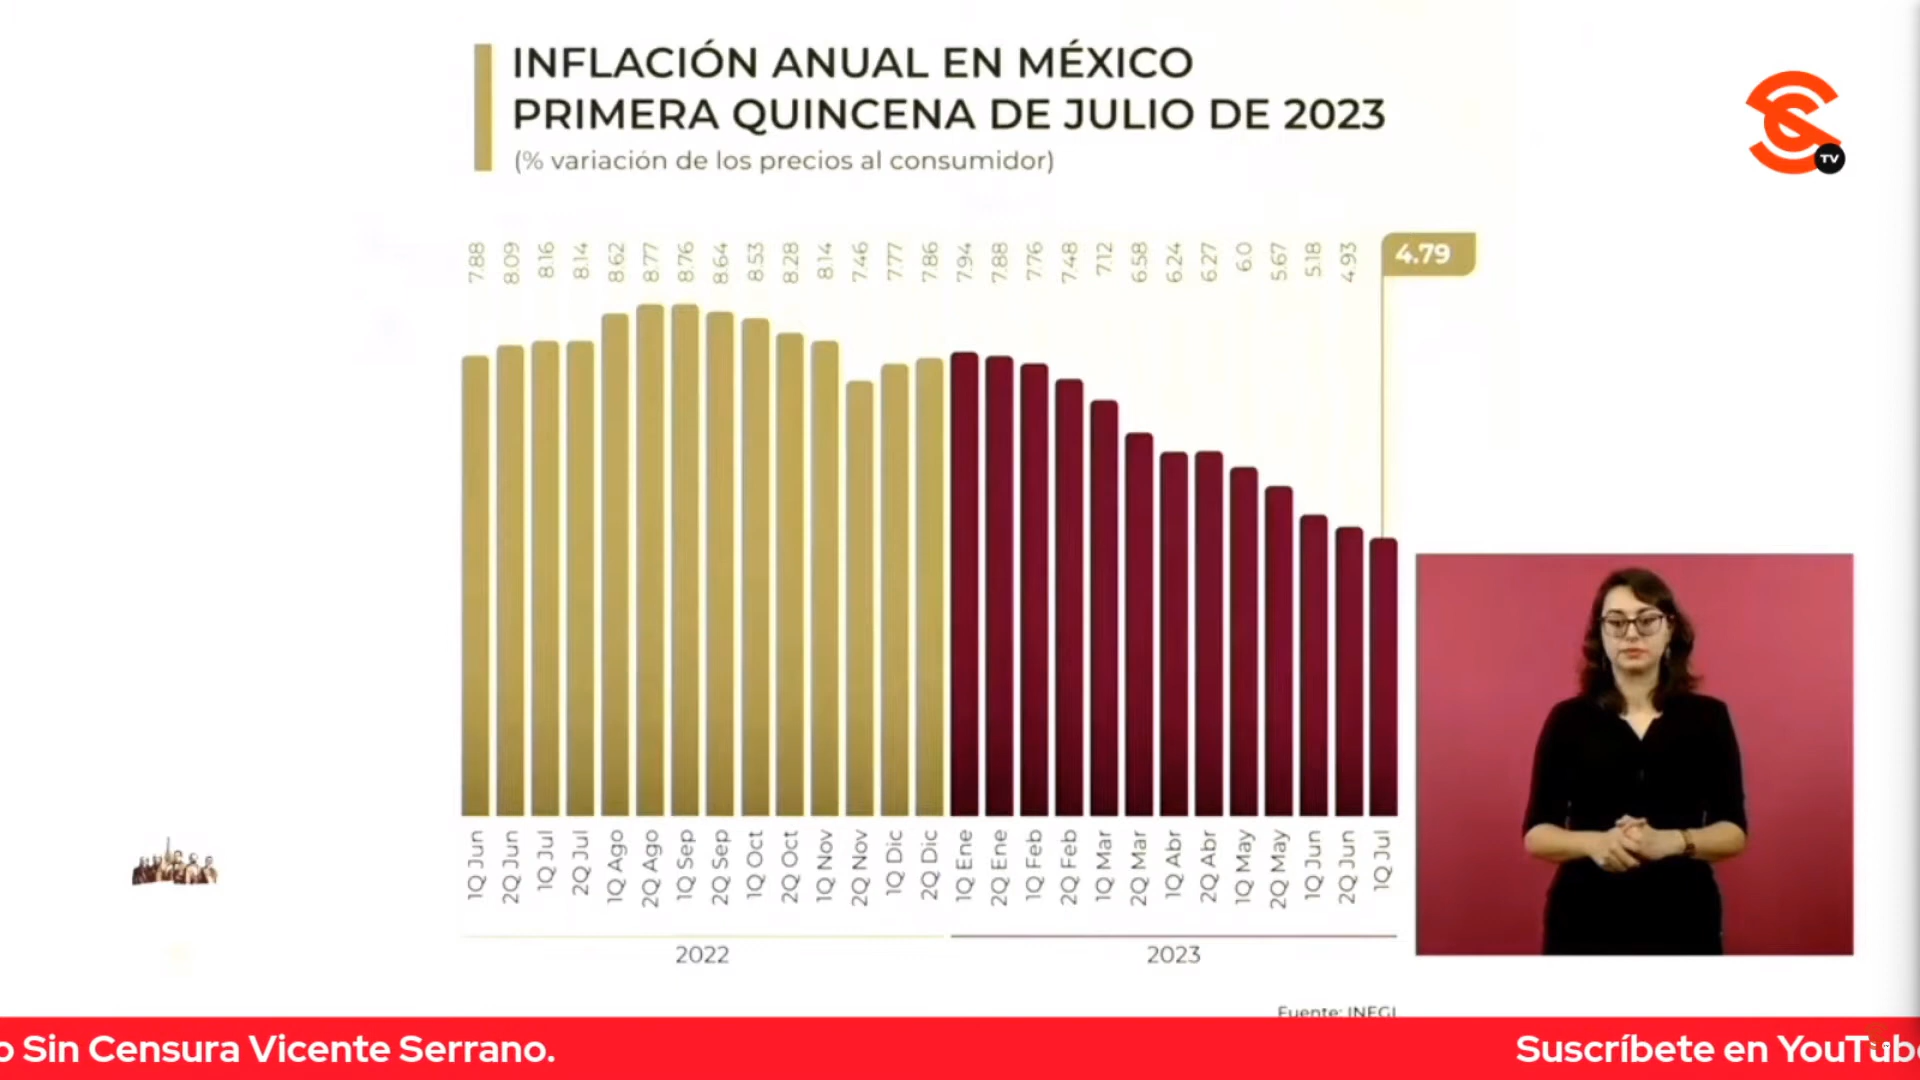 INFLACIÓN ANUAL EN MÉXICO
PRIMERA QUINCENA DE JULIO DE 2023
(% variación de los precios al consumidor)
TV
7.88 8.09 8.16 8.14 8.62 8.77 8.76 8.64 8.53 8.28 8.14 7.46 7.77 7.86 7.94 7.88 7.76 7.48 7.12 6.58 6.24 6.27 6.0 5.67 5.18 4.93 4.79
1Q Jun 2Q Jun 1Q Jul 2Q Jul 1Q Ago 2Q Ago 1Q Sep 2Q Sep 1Q Oct 2Q Oct 1Q Nov 2Q Nov 1Q Dic 2Q Dic 1Q Ene 2Q Ene 1Q Feb 2Q Feb 1Q Mar 2Q Mar 1Q Abr 2Q Abr 1Q May 2Q May 1Q Jun 2Q Jun 1Q Jul
2022 2023
Fuente: INEGI
o Sin Censura Vicente Serrano. Suscríbete en YouTube